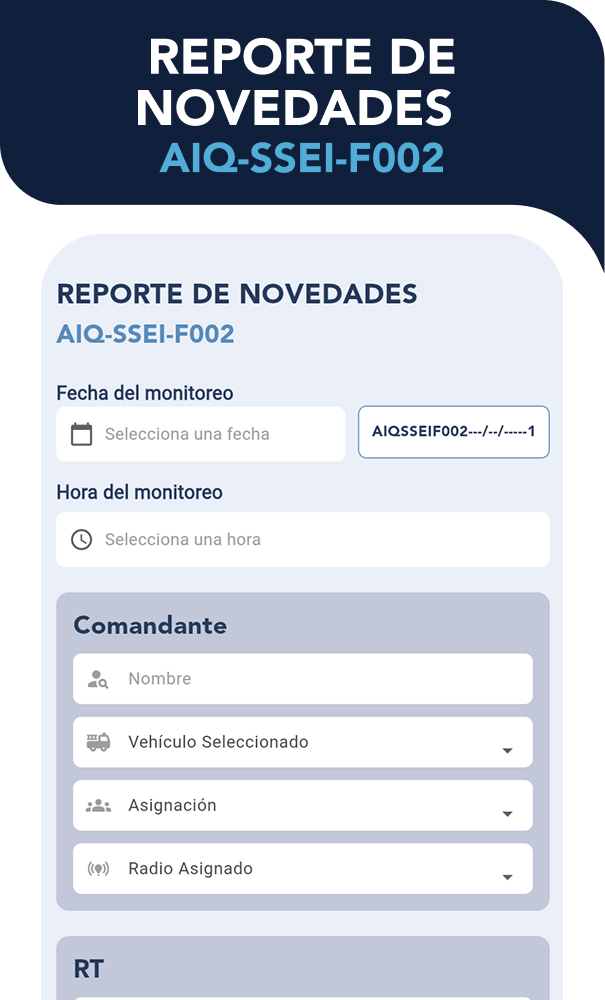 REPORTE DE
NOVEDADES
AIQ-SSEI-F002
REPORTE DE NOVEDADES
AIQ-SSEI-F002
Fecha del monitoreo
Selecciona una fecha
AIQSSEIF002---/--/-----1
Hora del monitoreo
Selecciona una hora
Comandante
Nombre
Vehículo Seleccionado
Asignación
Radio Asignado
RT